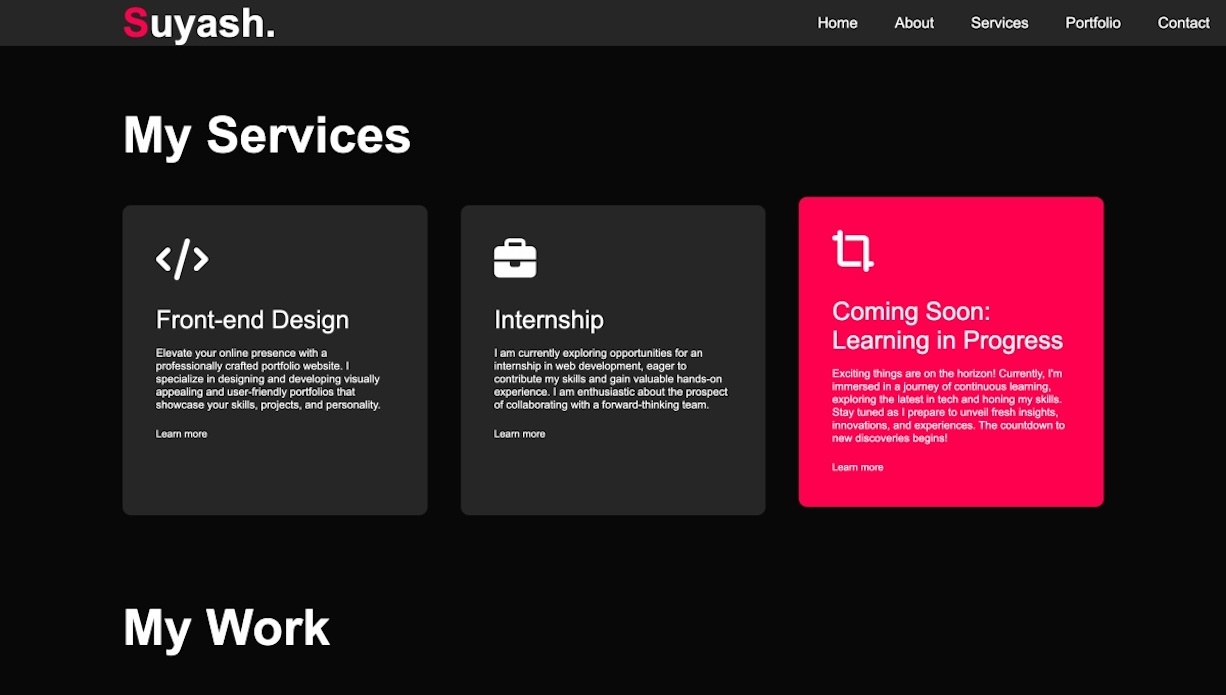 Suyash.
Home About Services Portfolio Contact
My Services
Front-end Design
Elevate your online presence with a
professionally crafted portfolio website. I
specialize in designing and developing visually
appealing and user-friendly portfolios that
showcase your skills, projects, and personality.
Learn more
Internship
I am currently exploring opportunities for an
internship in web development, eager to
contribute my skills and gain valuable hands-on
experience. I am enthusiastic about the prospect
of collaborating with a forward-thinking team.
Learn more
Coming Soon:
Learning in Progress
Exciting things are on the horizon! Currently, I'm
immersed in a journey of continuous learning,
exploring the latest in tech and honing my skills.
Stay tuned as I prepare to unveil fresh insights,
innovations, and experiences. The countdown to
new discoveries begins!
Learn more
My Work